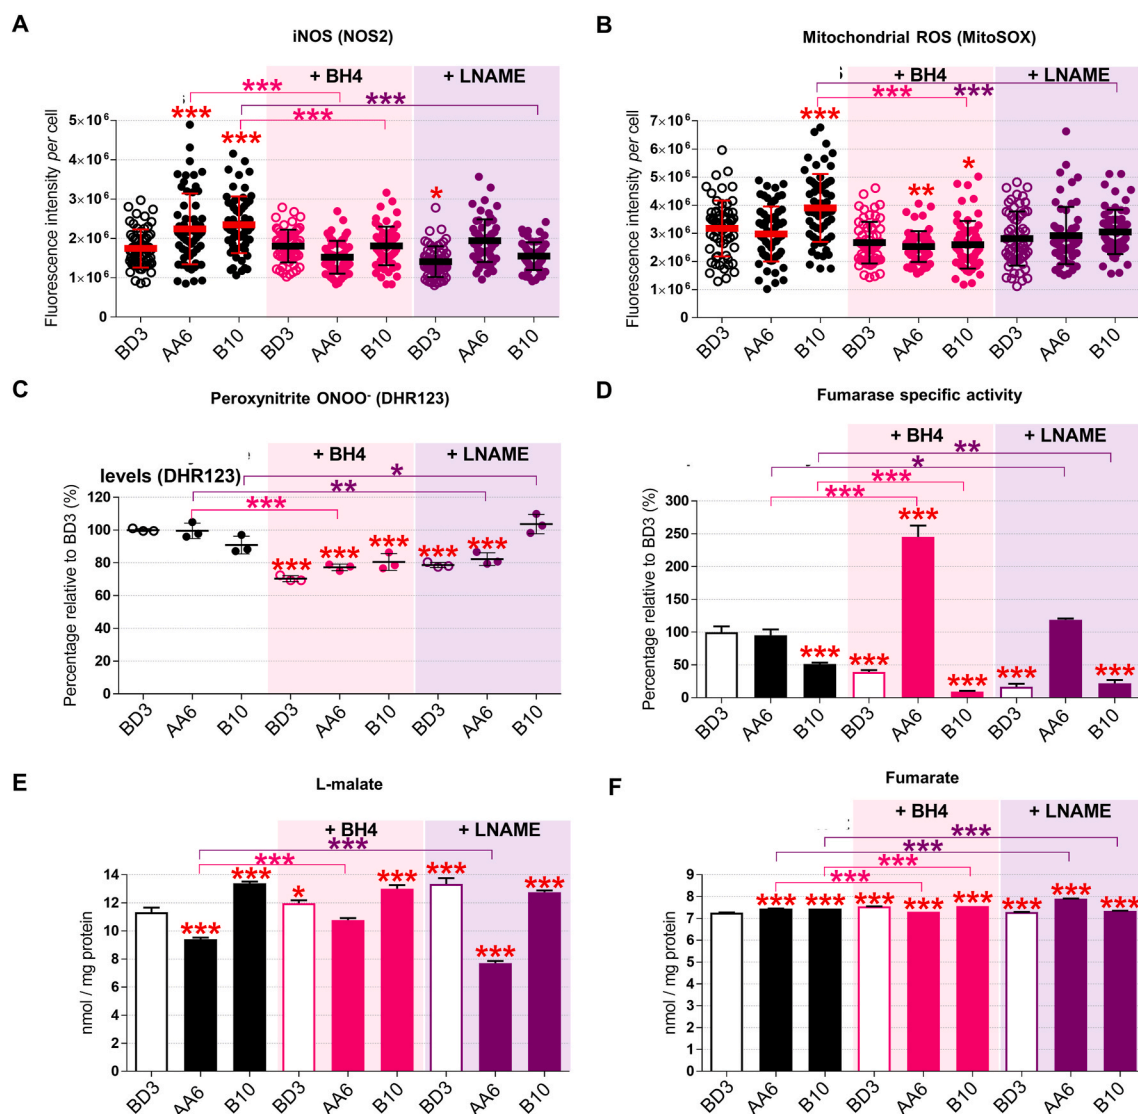 A
iNOS (NOS2)
+ BH4
+ LNAME
***
***
***
***
***
*
Fluorescence intensity per cell
5×10⁶
4×10⁶
3×10⁶
2×10⁶
1×10⁶
0
BD3 AA6 B10 BD3 AA6 B10 BD3 AA6 B10
B
Mitochondrial ROS (MitoSOX)
+ BH4
+ LNAME
***
***
***
**
*
Fluorescence intensity per cell
7×10⁶
6×10⁶
5×10⁶
4×10⁶
3×10⁶
2×10⁶
1×10⁶
0
BD3 AA6 B10 BD3 AA6 B10 BD3 AA6 B10
C
Peroxynitrite ONOO⁻ (DHR123)
+ BH4
+ LNAME
levels (DHR123)
*
**
***
*** *** *** *** ***
Percentage relative to BD3 (%)
120
100
80
60
40
20
0
BD3 AA6 B10 BD3 AA6 B10 BD3 AA6 B10
D
Fumarase specific activity
+ BH4
+ LNAME
**
*
***
***
***
*** *** *** *** ***
Percentage relative to BD3 (%)
300
250
200
150
100
50
0
BD3 AA6 B10 BD3 AA6 B10 BD3 AA6 B10
E
L-malate
+ BH4
+ LNAME
***
***
*** *** * *** *** *** ***
nmol / mg protein
14
12
10
8
6
4
2
0
BD3 AA6 B10 BD3 AA6 B10 BD3 AA6 B10
F
Fumarate
+ BH4
+ LNAME
***
***
***
***
*** *** *** *** *** *** *** ***
nmol / mg protein
9
8
7
6
5
4
3
2
1
0
BD3 AA6 B10 BD3 AA6 B10 BD3 AA6 B10